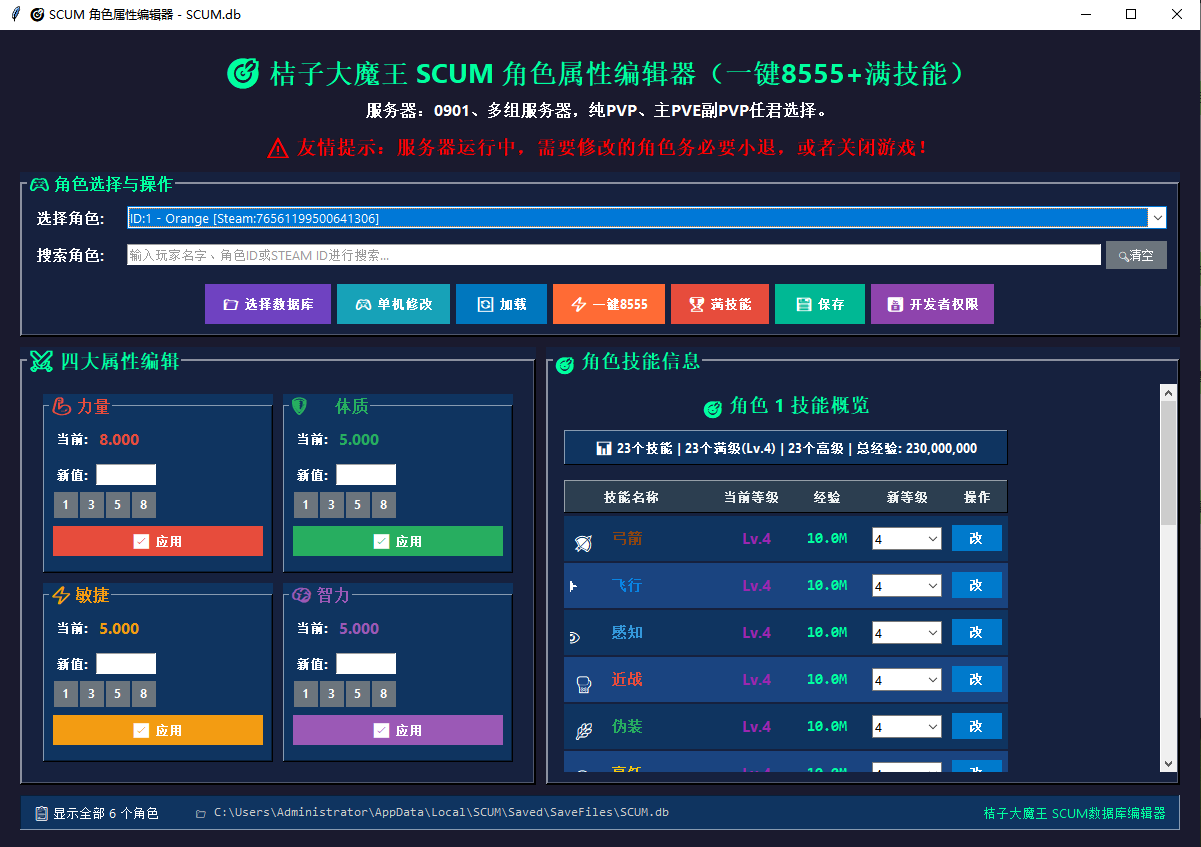 SCUM 角色属性编辑器 - SCUM.db
桔子大魔王 SCUM 角色属性编辑器（一键8555+满技能）
服务器：0901、多组服务器，纯PVP、主PVE副PVP任君选择。
友情提示：服务器运行中，需要修改的角色务必要小退，或者关闭游戏！
角色选择与操作
选择角色: ID:1 - Orange [Steam:76561199500641306]
搜索角色: 输入玩家名字、角色ID或STEAM ID进行搜索... 清空
选择数据库 单机修改 加载 一键8555 满技能 保存 开发者权限
四大属性编辑
力量
当前: 8.000
新值:
1 3 5 8
应用
体质
当前: 5.000
新值:
1 3 5 8
应用
敏捷
当前: 5.000
新值:
1 3 5 8
应用
智力
当前: 5.000
新值:
1 3 5 8
应用
角色技能信息
角色 1 技能概览
23个技能 | 23个满级(Lv.4) | 23个高级 | 总经验: 230,000,000
技能名称 当前等级 经验 新等级 操作
弓箭 Lv.4 10.0M 4 改
飞行 Lv.4 10.0M 4 改
感知 Lv.4 10.0M 4 改
近战 Lv.4 10.0M 4 改
伪装 Lv.4 10.0M 4 改
显示全部 6 个角色 C:\Users\Administrator\AppData\Local\SCUM\Saved\SaveFiles\SCUM.db 桔子大魔王 SCUM数据库编辑器